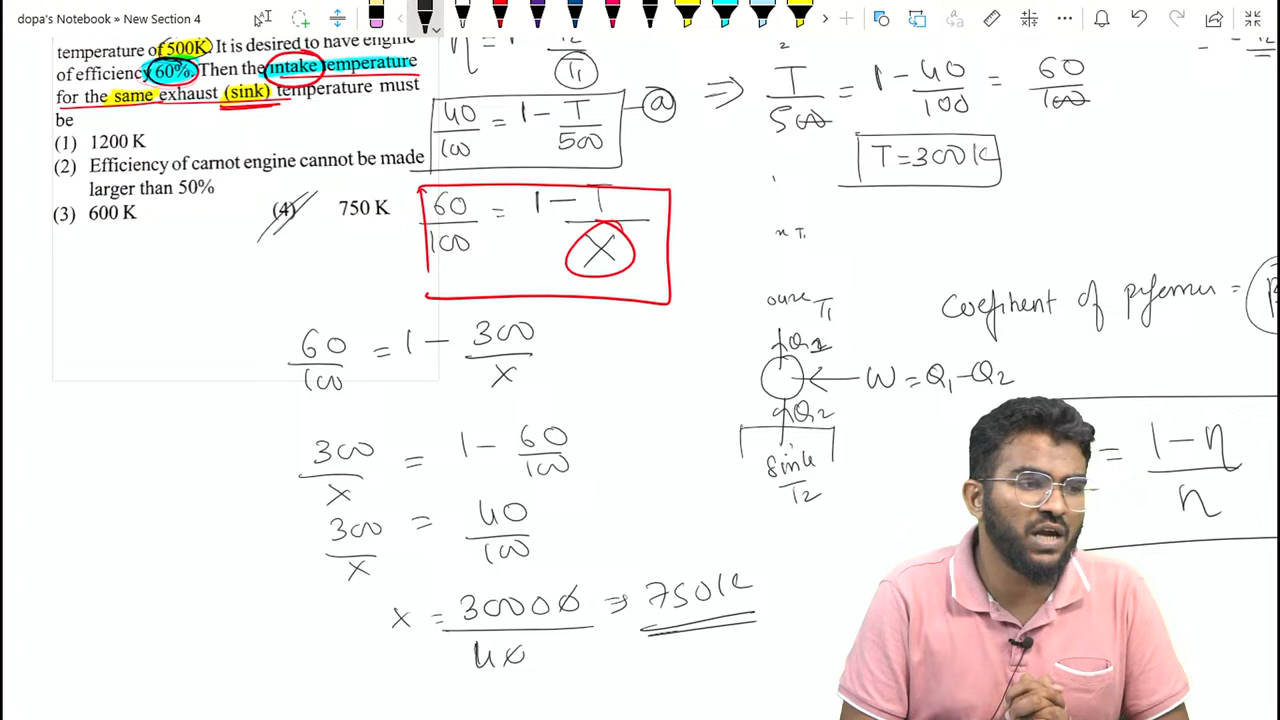 dopa's Notebook » New Section 4
temperature of 500K It is desired to have engine
of efficiency 60%. Then the intake temperature
for the same exhaust (sink) temperature must
be
(1) 1200 K
(2) Efficiency of carnot engine cannot be made
larger than 50%
(3) 600 K (4) 750 K
40/100 = 1 - T/500 a
⇒ T/500 = 1 - 40/100 = 60/100
T = 300K
60/100 = 1 - T/X
60/100 = 1 - 300/x
300/x = 1 - 60/100
300/x = 40/100
x = 30000/40 ⇒ 750K
T1
W = Q1 - Q2
Sink
T2
= 1-η/η